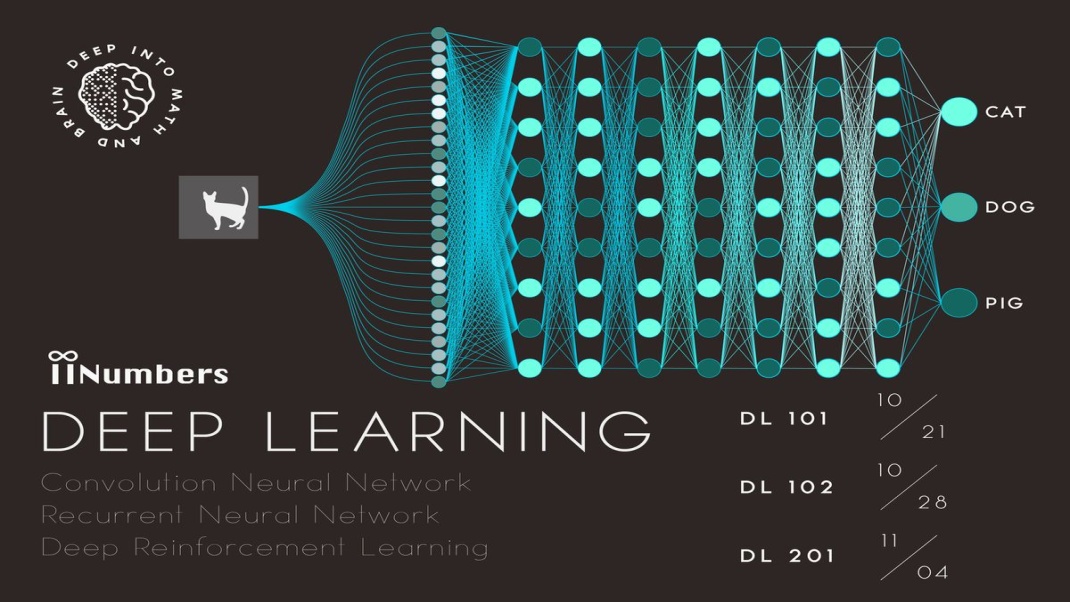 DEEP INTO MATH AND BRAIN
CAT
DOG
PIG
iiNumbers
DEEP LEARNING
Convolution Neural Network
Recurrent Neural Network
Deep Reinforcement Learning
DL 101 10/21
DL 102 10/28
DL 201 11/04